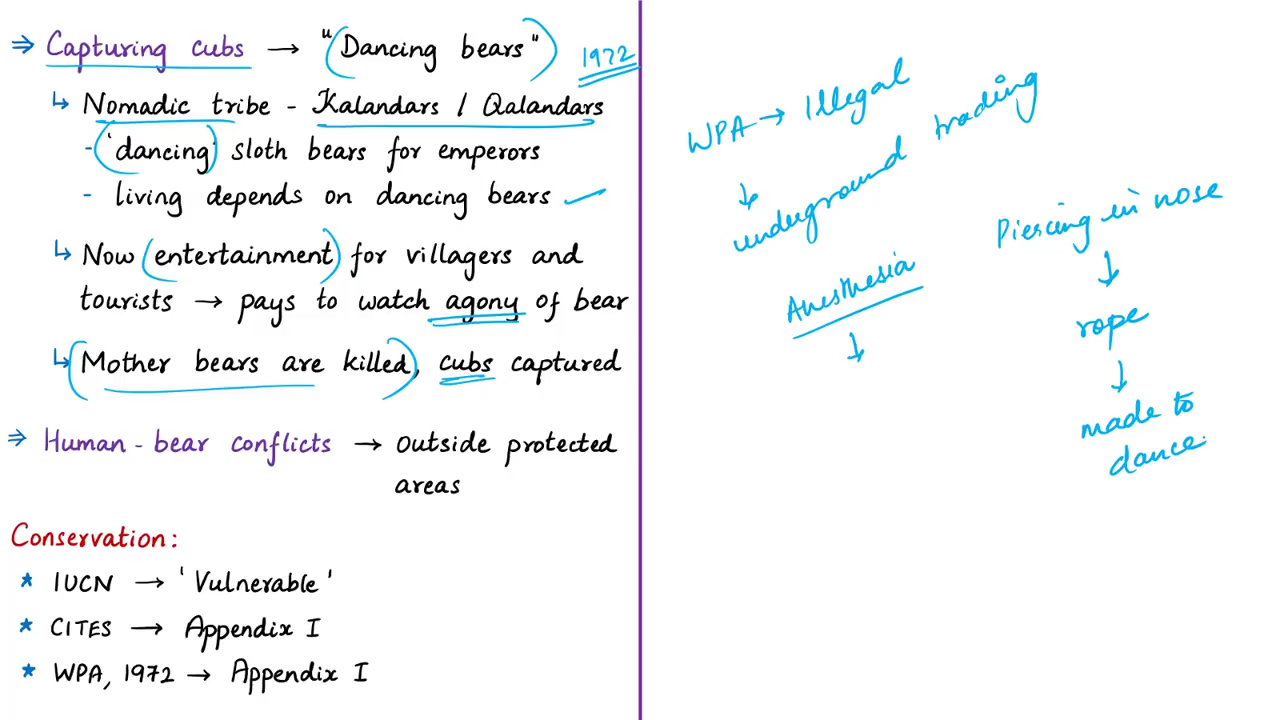 ⇒ Capturing cubs → "Dancing bears" 1972
↳ Nomadic tribe - Kalandars / Qalandars
- 'dancing' sloth bears for emperors
- living depends on dancing bears
↳ Now entertainment for villagers and
tourists → pays to watch agony of bear
↳ Mother bears are killed, cubs captured
⇒ Human-bear conflicts → outside protected
areas
Conservation:
* IUCN → 'Vulnerable'
* CITES → Appendix I
* WPA, 1972 → Appendix I
WPA → Illegal
↓
underground trading
Anesthesia
↓
Piercing in nose
↓
rope
↓
made to
dance